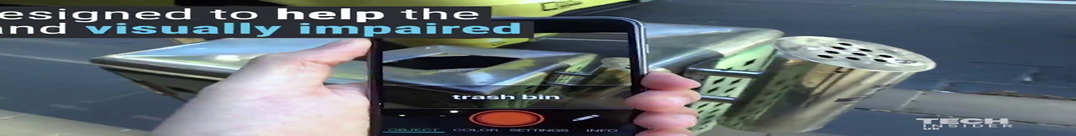 esigned to help the
nd visually impaired
trash bin
OBJECT COLOR SETTINGS INFO
TECH
INSIDER